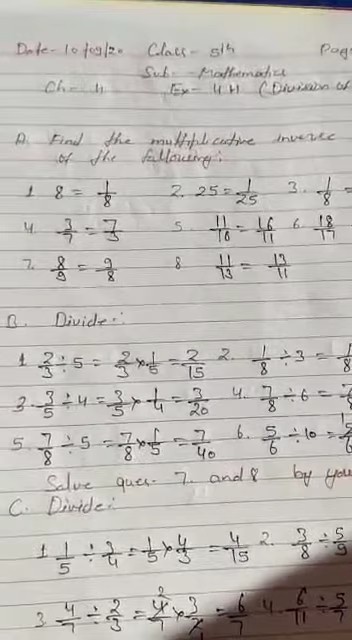 Date- 10/09/20 Class- 5th Pag
Sub- Mathematics
Ch- 4 Ex- 4 H (Division of
A. Find the multiplicative inverse
of the following:
1 8 = 1/8 2. 25 = 1/25 3. 1/8 =
4. 3/7 = 7/3 5. 11/16 = 16/11 6. 18/17
7. 8/9 = 9/8 8 11/13 = 13/11
B. Divide:
1 2/3 ÷ 5 = 2/3 × 1/5 = 2/15 2. 1/8 ÷ 3 = 1/8
3. 3/5 ÷ 4 = 3/5 × 1/4 = 3/20 4. 7/8 ÷ 6 =
5. 7/8 ÷ 5 = 7/8 × 1/5 = 7/40 6. 5/6 ÷ 10 =
Solve ques- 7. and 8 by you
C. Divide:
1 1/5 ÷ 3/4 = 1/5 × 4/3 = 4/15 2. 3/8 ÷ 5/9
3 4/7 ÷ 2/3 = 4/7 × 3/2 = 6/7 4. 6/11 ÷ 5/7